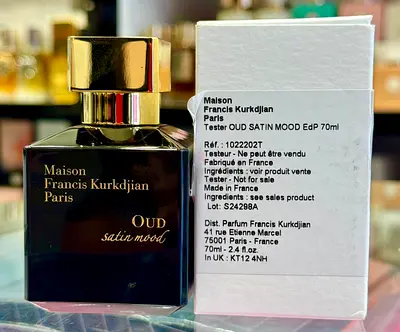 Maison
Francis Kurkdjian
Paris
OUD
satin mood
Maison
Francis Kurkdjian
Paris
Tester OUD SATIN MOOD EdP 70ml
Réf. : 1022202T
Testeur - Ne peut être vendu
Fabriqué en France
Ingrédients : voir produit vente
Tester - Not for sale
Made in France
Ingredients : see sales product
Lot: S24298A
Dist. Parfum Francis Kurkdjian
41 rue Etienne Marcel
75001 Paris - France
70ml - 2.4 fl.oz.
In UK : KT12 4NH